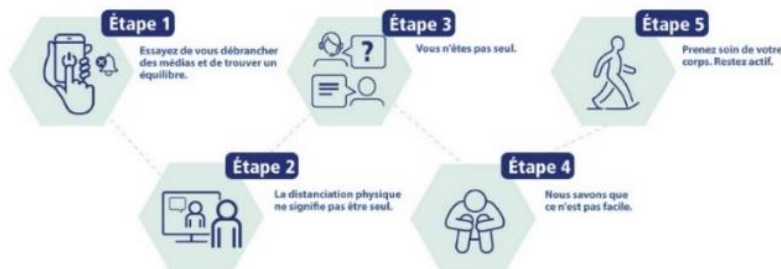 Étape 1
Essayez de vous débrancher
des médias et de trouver un
équilibre.
Étape 2
La distanciation physique
ne signifie pas être seul.
Étape 3
Vous n'êtes pas seul.
?
Étape 4
Nous savons que
ce n'est pas facile.
Étape 5
Prenez soin de votre
corps. Restez actif.